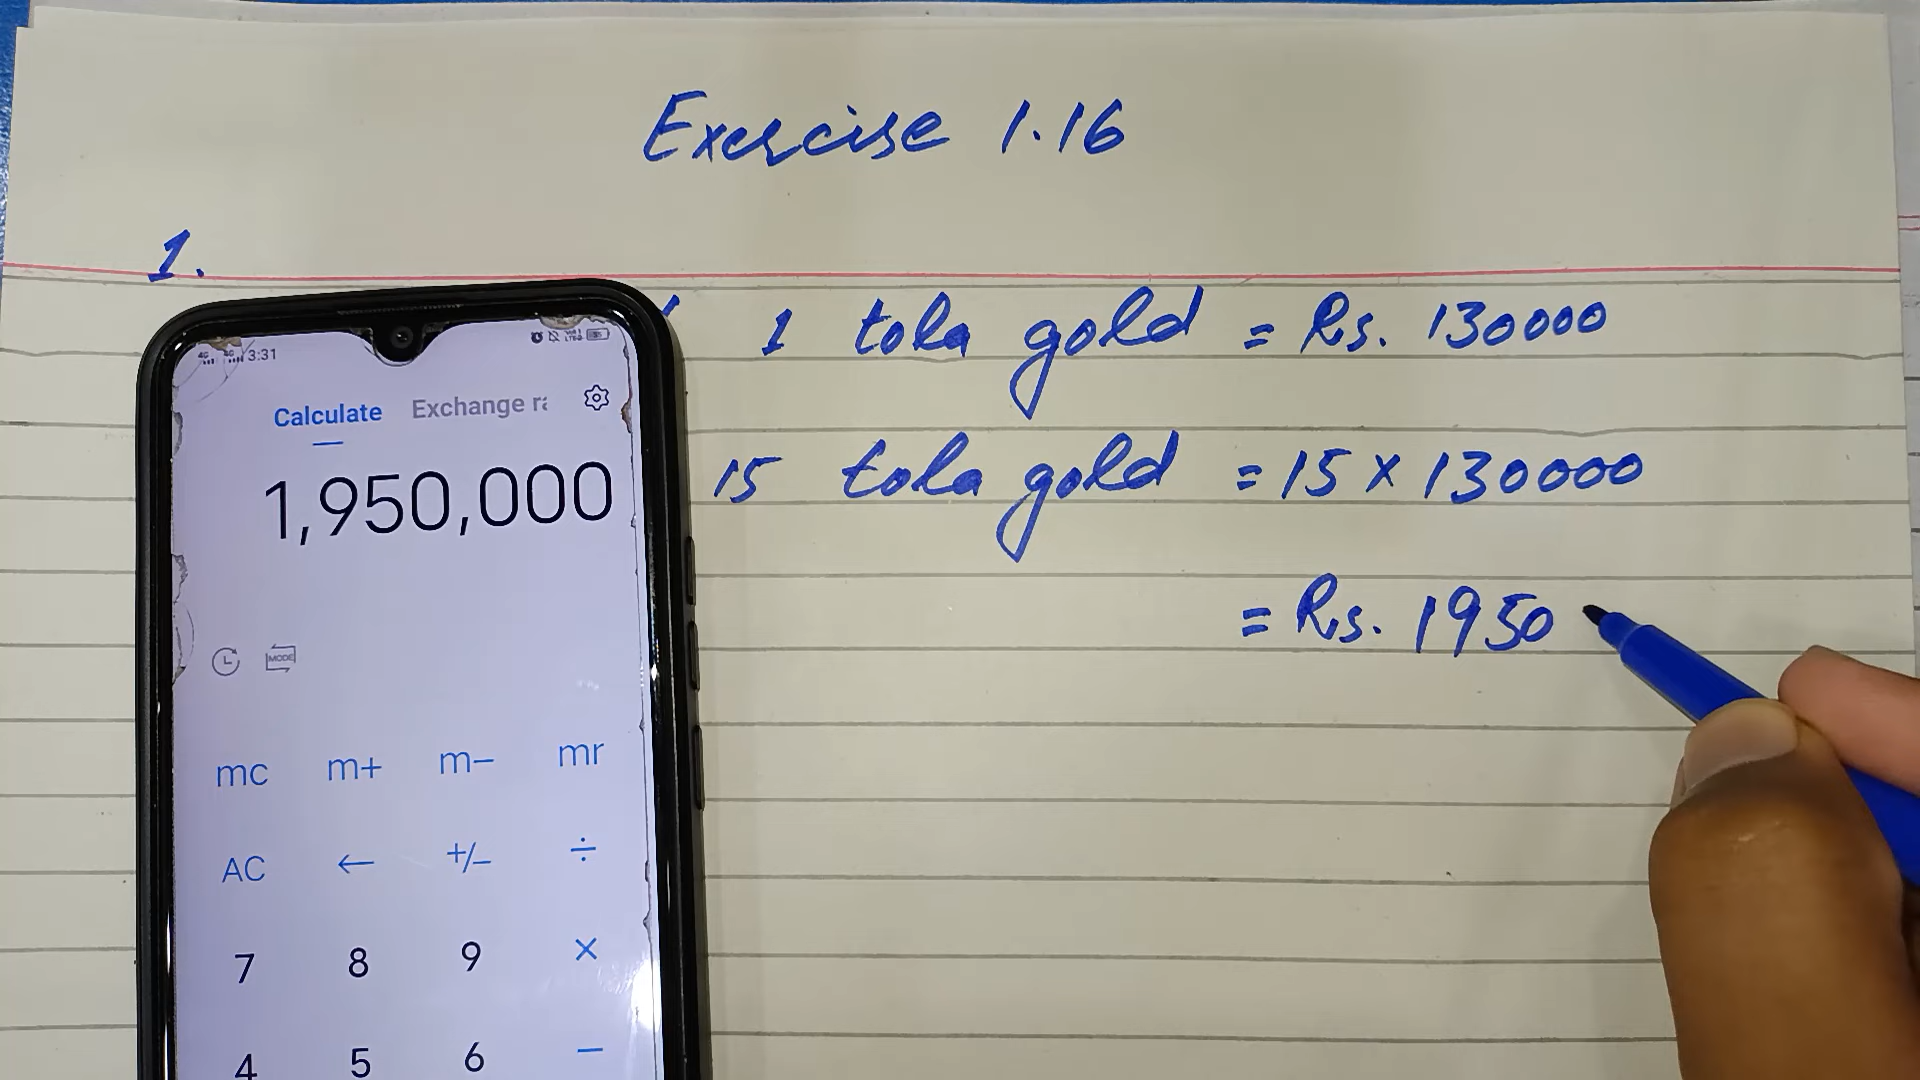 Exercise 1.16
1.
1 tola gold = Rs. 130000
15 tola gold = 15 × 130000
= Rs. 1950
3:31
Calculate Exchange
1,950,000
MODE
mc m+ m– mr
AC ← +/– ÷
7 8 9 ×
4 5 6 –